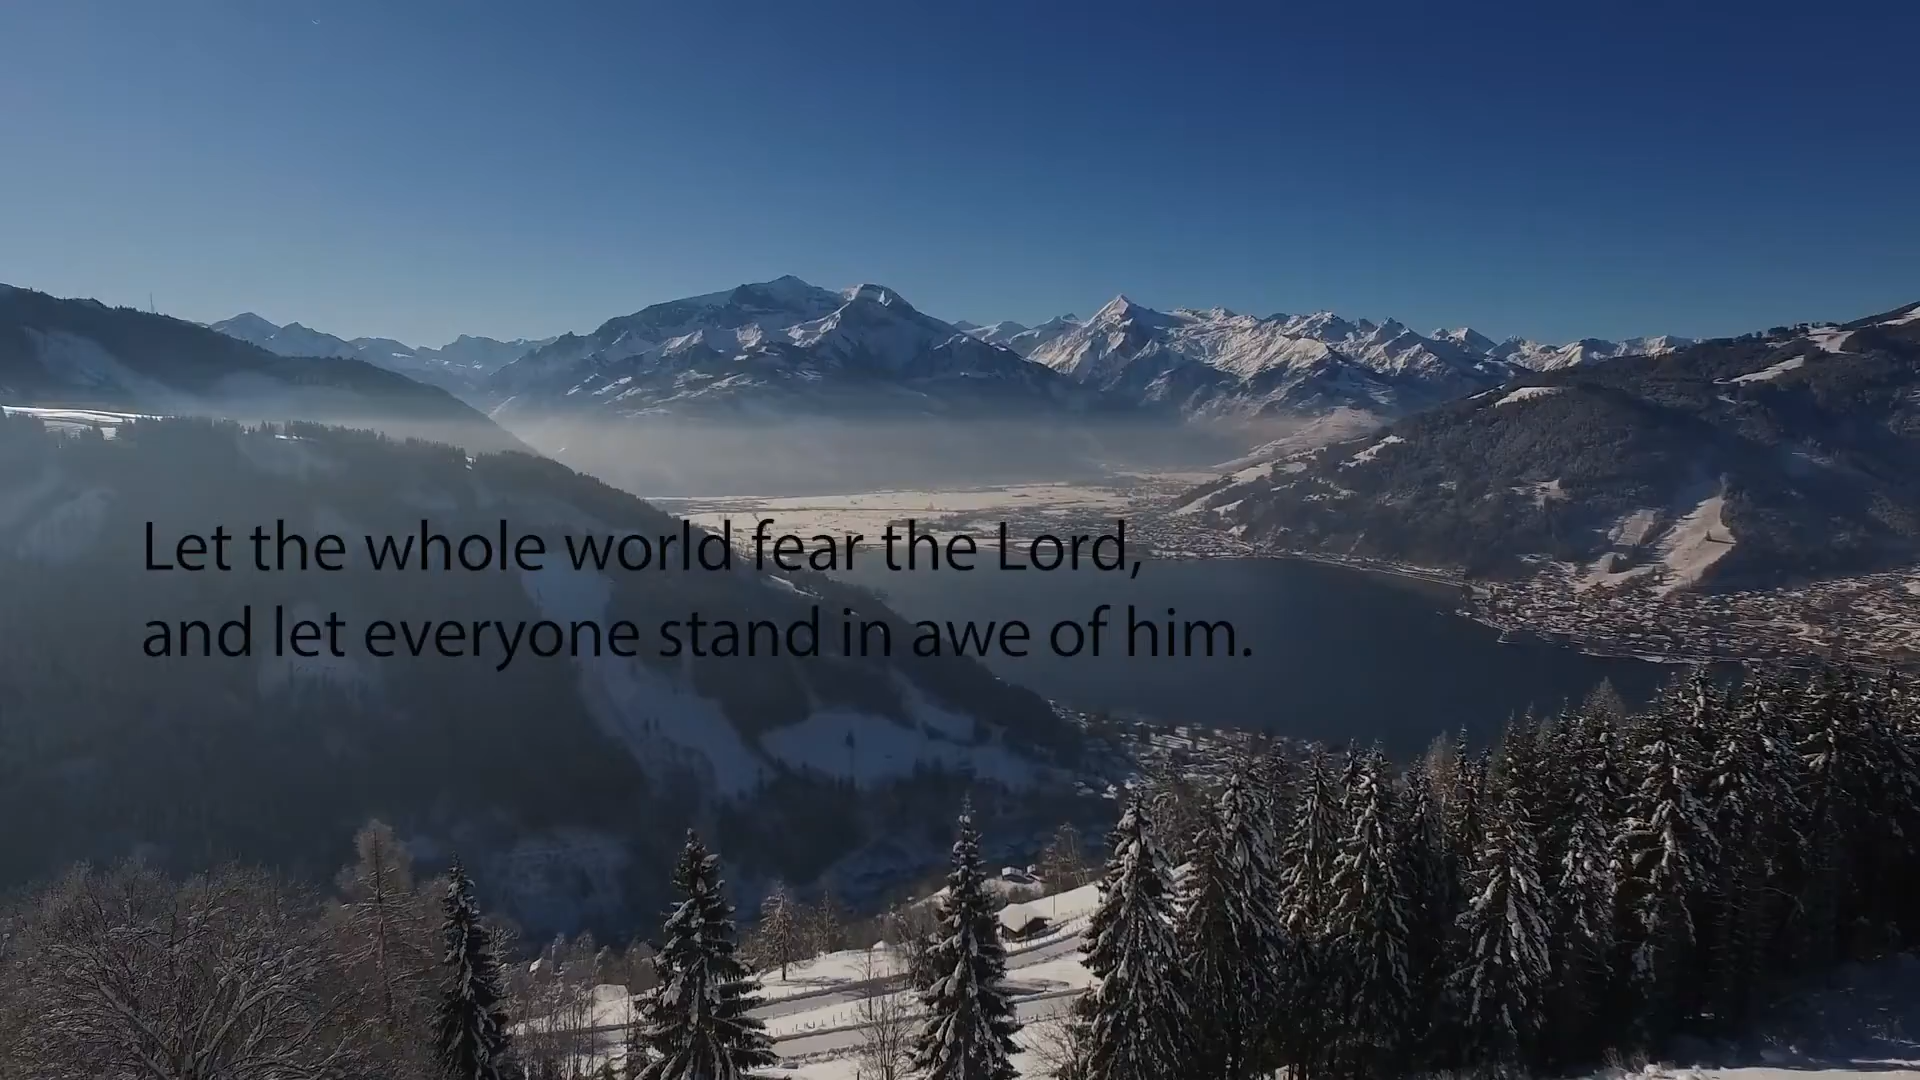 Let the whole world fear the Lord,
and let everyone stand in awe of him.